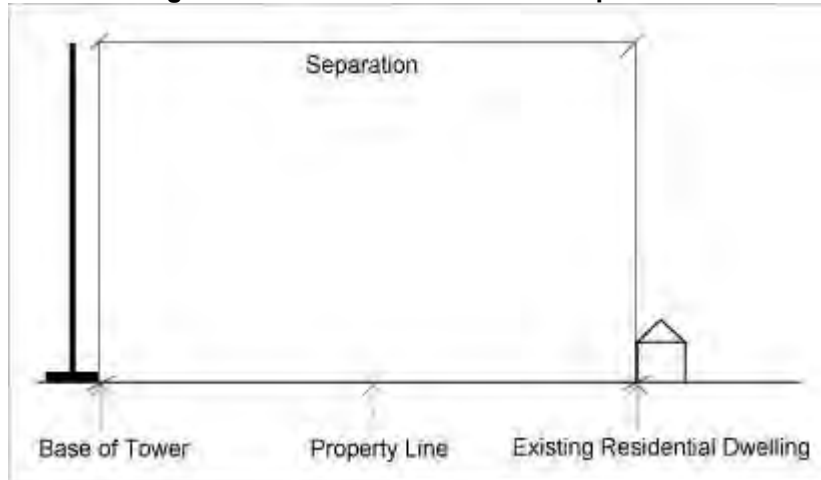 Separation
Base of Tower
Property Line
Existing Residential Dwelling